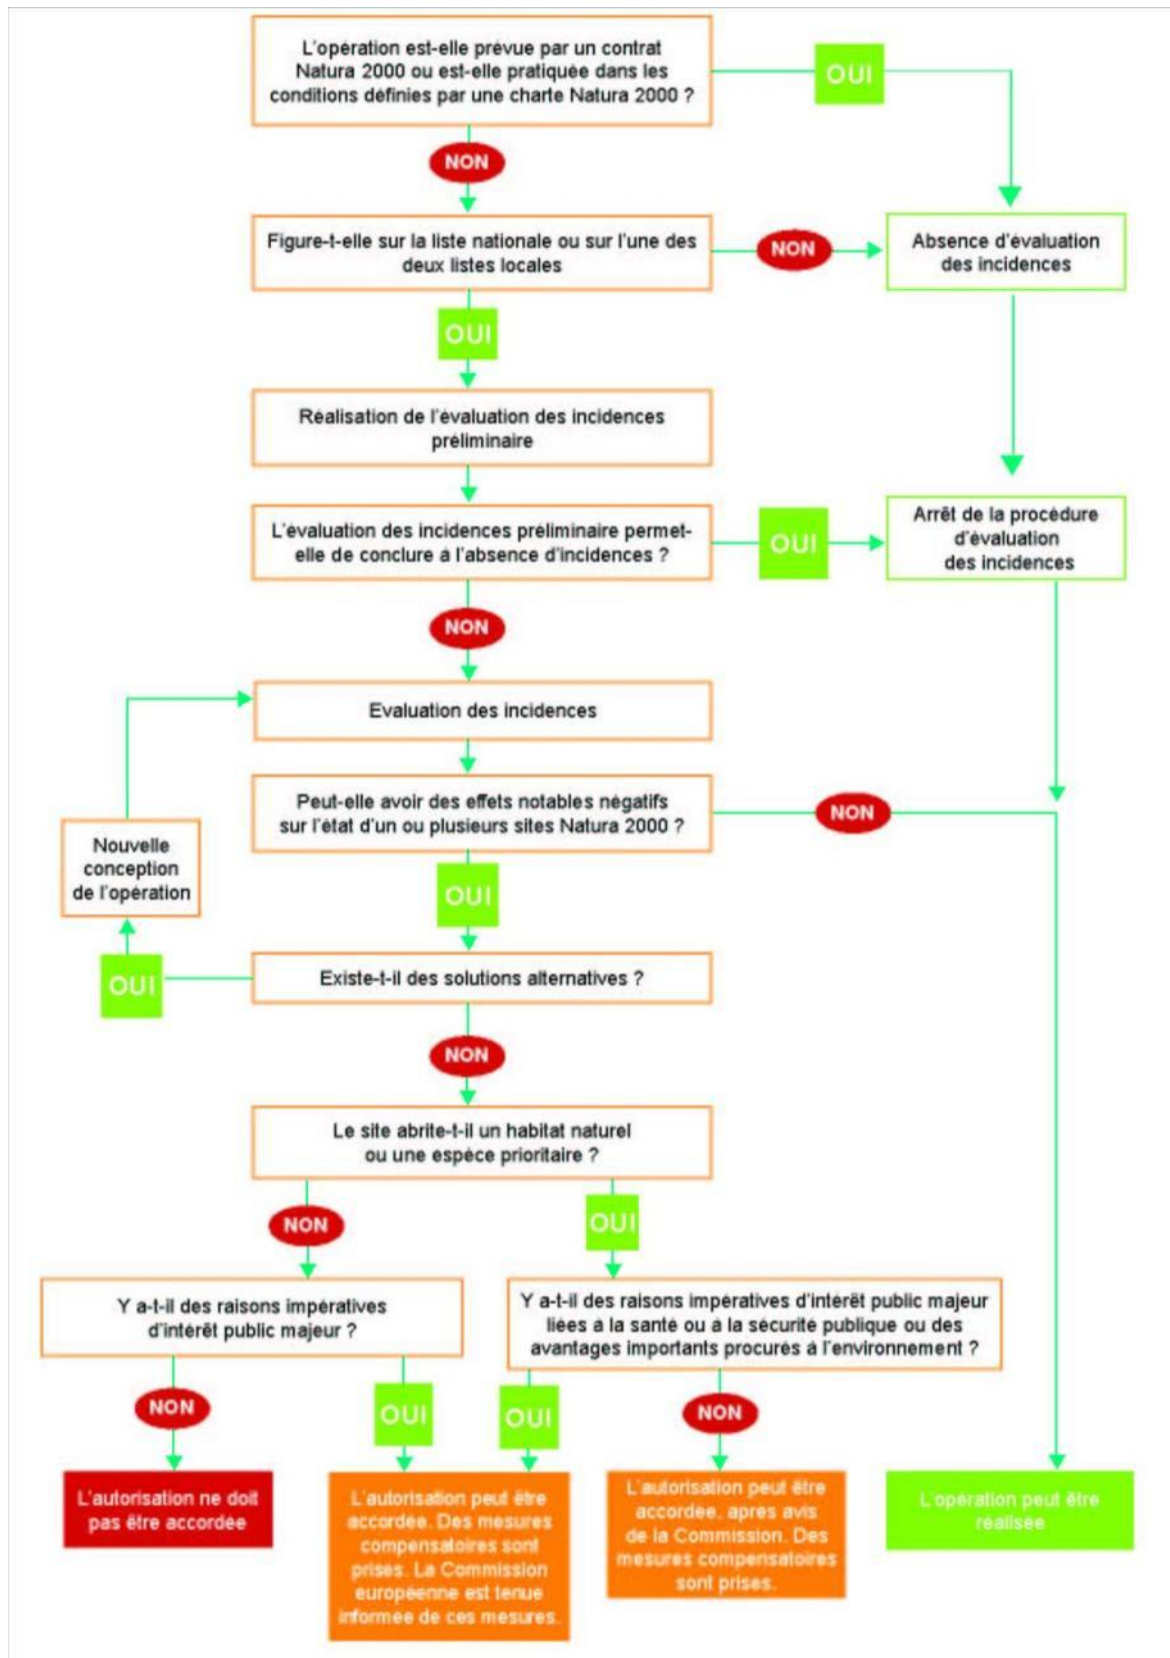 L'opération est-elle prévue par un contrat
Natura 2000 ou est-elle pratiquée dans les
conditions définies par une charte Natura 2000 ?
OUI
NON
Figure-t-elle sur la liste nationale ou sur l'une des
deux listes locales
NON
Absence d'évaluation
des incidences
OUI
Réalisation de l'évaluation des incidences
préliminaire
L'évaluation des incidences préliminaire permet-
elle de conclure à l'absence d'incidences ?
OUI
Arrêt de la procédure
d'évaluation
des incidences
NON
Evaluation des incidences
Peut-elle avoir des effets notables négatifs
sur l'état d'un ou plusieurs sites Natura 2000 ?
NON
Nouvelle
conception
de l'opération
OUI
OUI
Existe-t-il des solutions alternatives ?
NON
Le site abrite-t-il un habitat naturel
ou une espèce prioritaire ?
NON
OUI
Y a-t-il des raisons impératives
d'intérêt public majeur ?
Y a-t-il des raisons impératives d'intérêt public majeur
liées à la santé ou à la sécurité publique ou des
avantages importants procurés à l'environnement ?
NON
OUI
OUI
NON
L'autorisation ne doit
pas être accordée
L'autorisation peut être
accordée. Des mesures
compensatoires sont
prises. La Commission
européenne est tenue
informée de ces mesures.
L'autorisation peut être
accordée, apres avis
de la Commission. Des
mesures compensatoires
sont prises.
L'opération peut être
réalisée